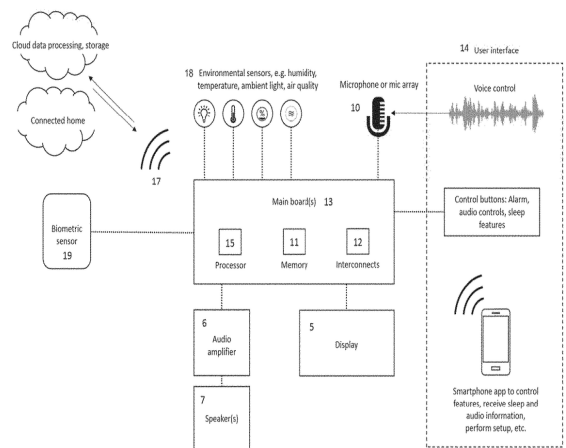 Cloud data processing, storage
Connected home
17
18 Environmental sensors, e.g. humidity,
temperature, ambient light, air quality
Microphone or mic array
10
14 User interface
Voice control
Main board(s) 13
15
Processor
11
Memory
12
Interconnects
Biometric
sensor
19
Control buttons: Alarm,
audio controls, sleep
features
6
Audio
amplifier
5
Display
7
Speaker(s)
Smartphone app to control
features, receive sleep and
audio information,
perform setup, etc.